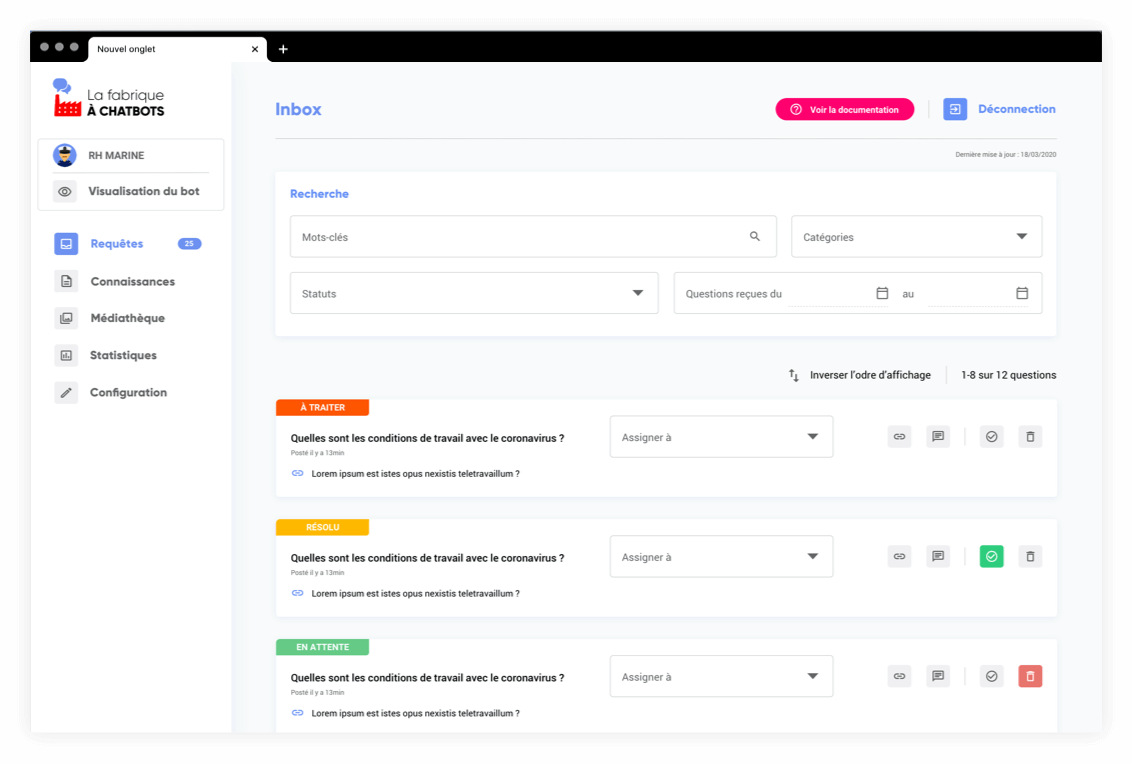 Nouvel onglet
La fabrique
À CHATBOTS
RH MARINE
Visualisation du bot
Requêtes 25
Connaissances
Médiathèque
Statistiques
Configuration
Inbox
Voir la documentation
Déconnection
Dernière mise à jour : 18/03/2020
Recherche
Mots-clés
Catégories
Statuts
Questions reçues du
au
Inverser l'odre d'affichage
1-8 sur 12 questions
À TRAITER
Quelles sont les conditions de travail avec le coronavirus ?
Posté il y a 13min
Lorem ipsum est istes opus nexistis teletravaillum ?
Assigner à
RÉSOLU
Quelles sont les conditions de travail avec le coronavirus ?
Posté il y a 13min
Lorem ipsum est istes opus nexistis teletravaillum ?
Assigner à
EN ATTENTE
Quelles sont les conditions de travail avec le coronavirus ?
Posté il y a 13min
Lorem ipsum est istes opus nexistis teletravaillum ?
Assigner à